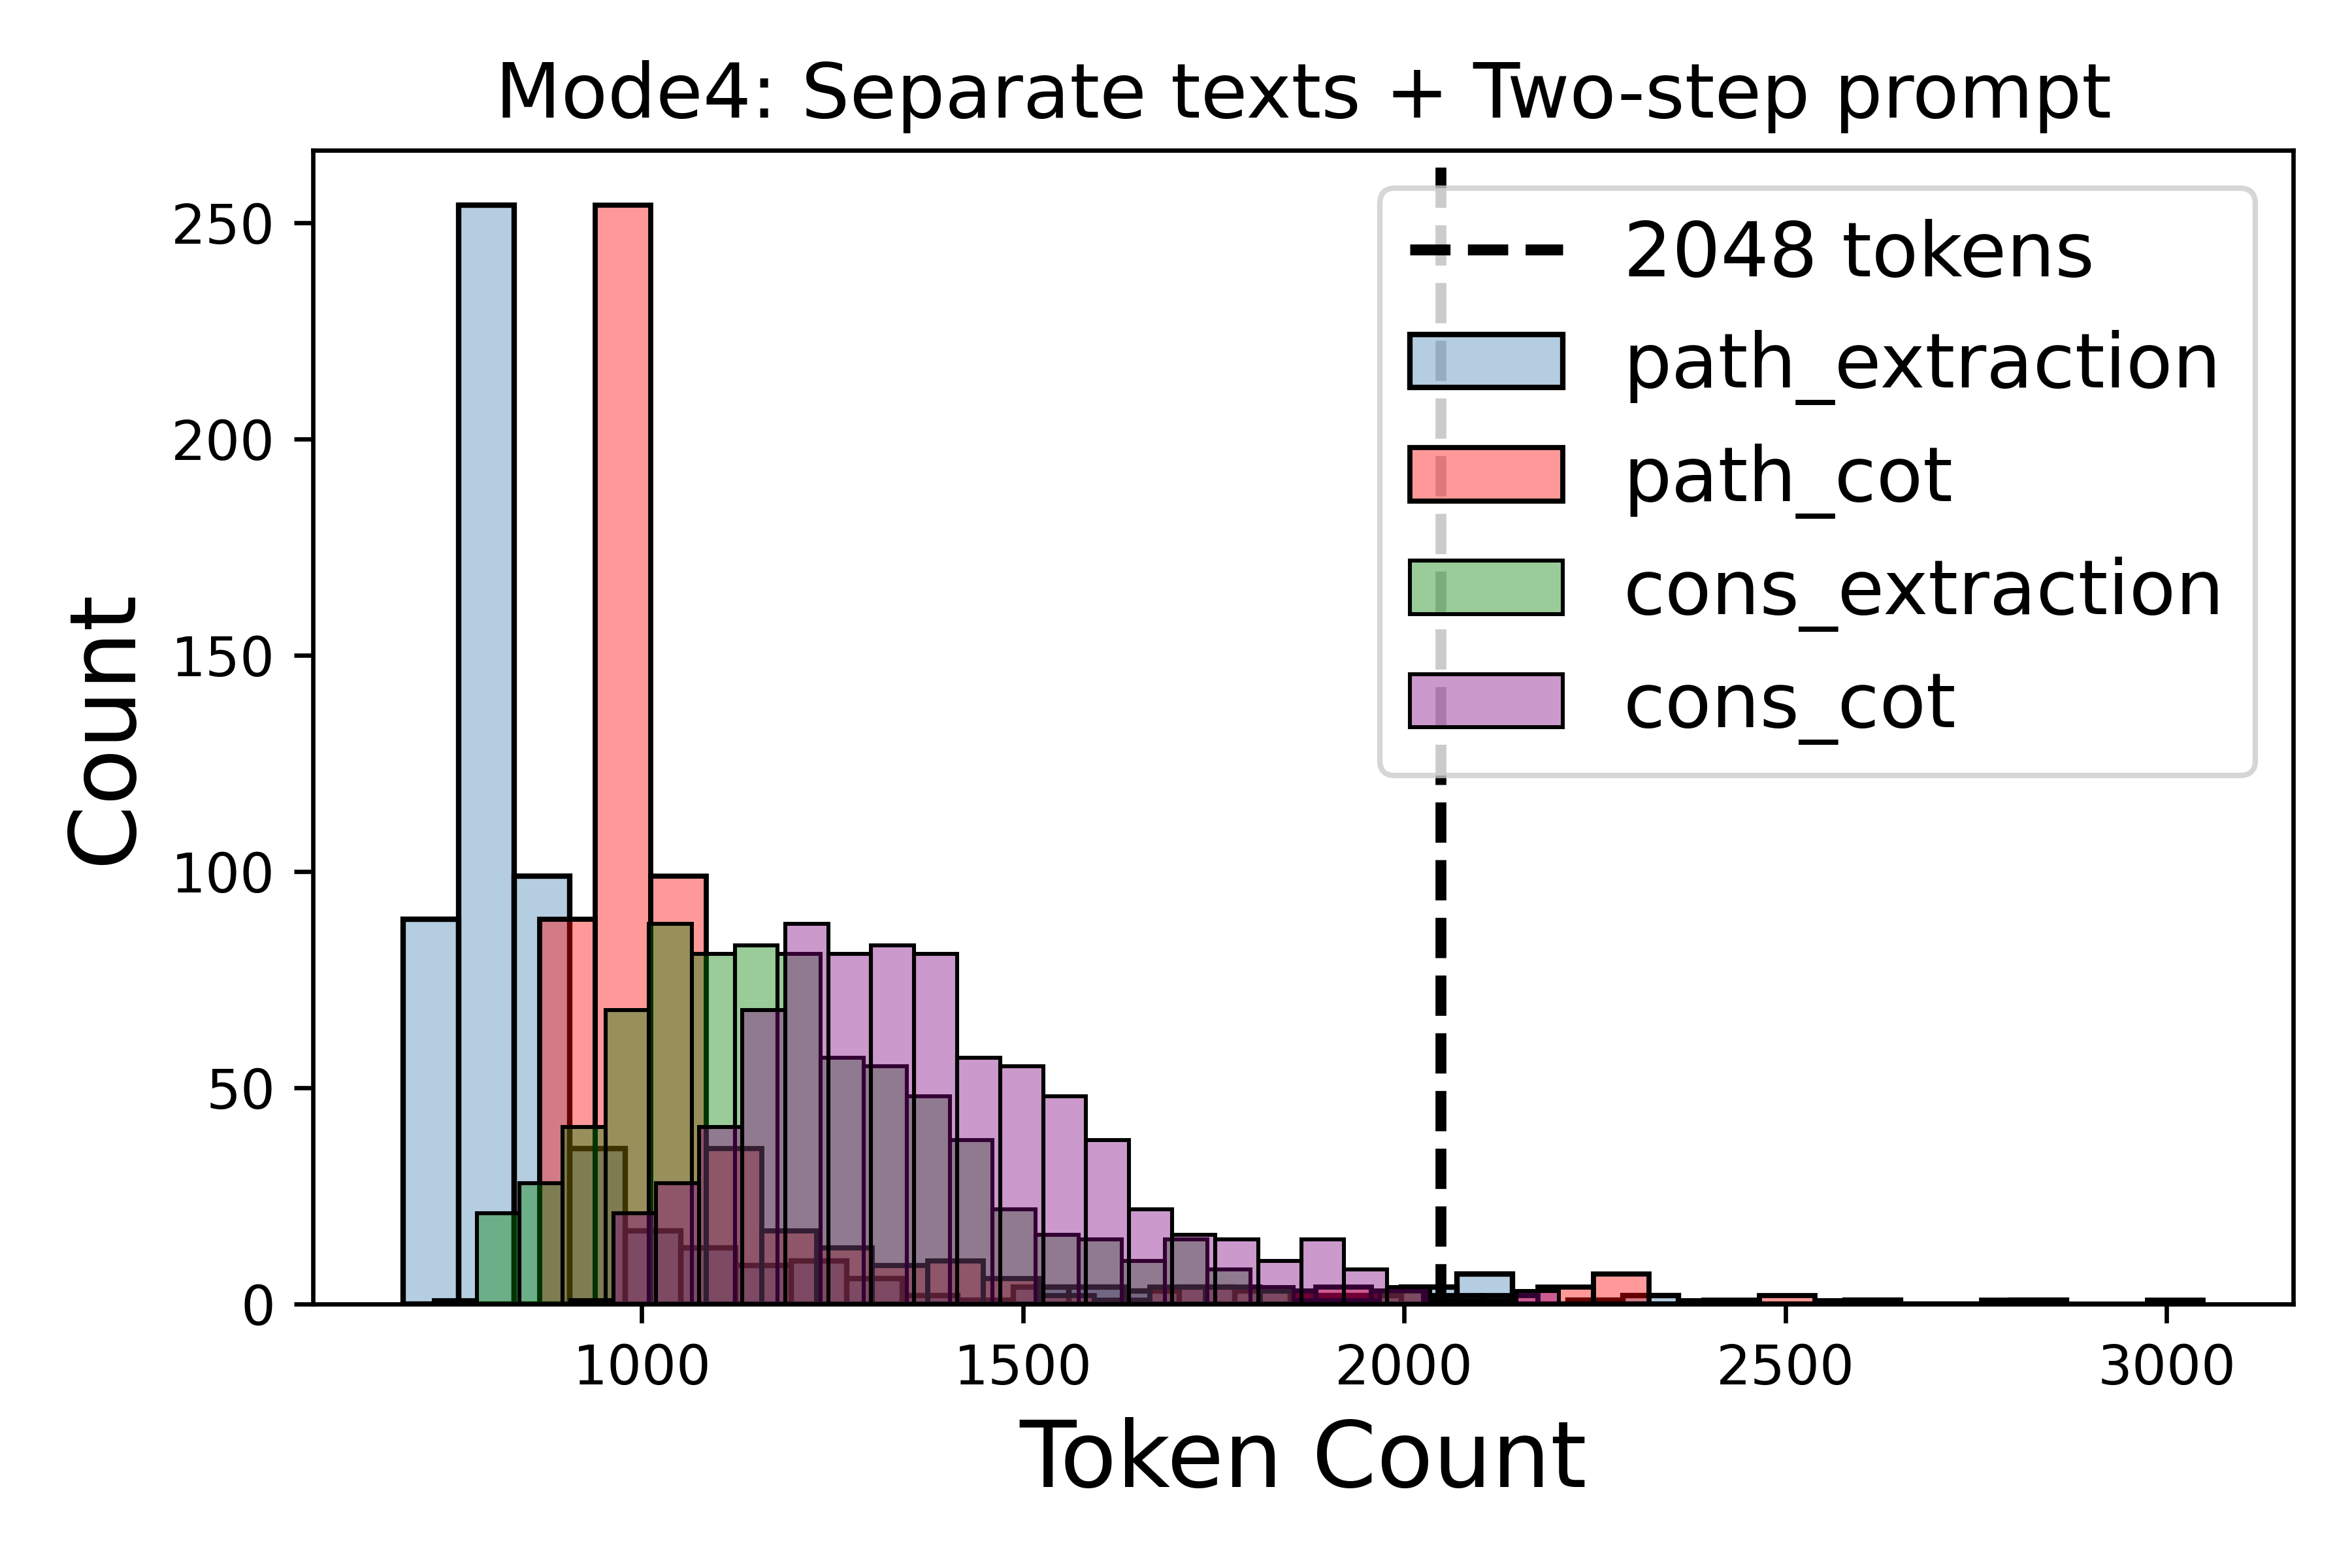 Mode4: Separate texts + Two-step prompt
Count
250
200
150
100
50
0
2048 tokens
path_extraction
path_cot
cons_extraction
cons_cot
1000 1500 2000 2500 3000
Token Count